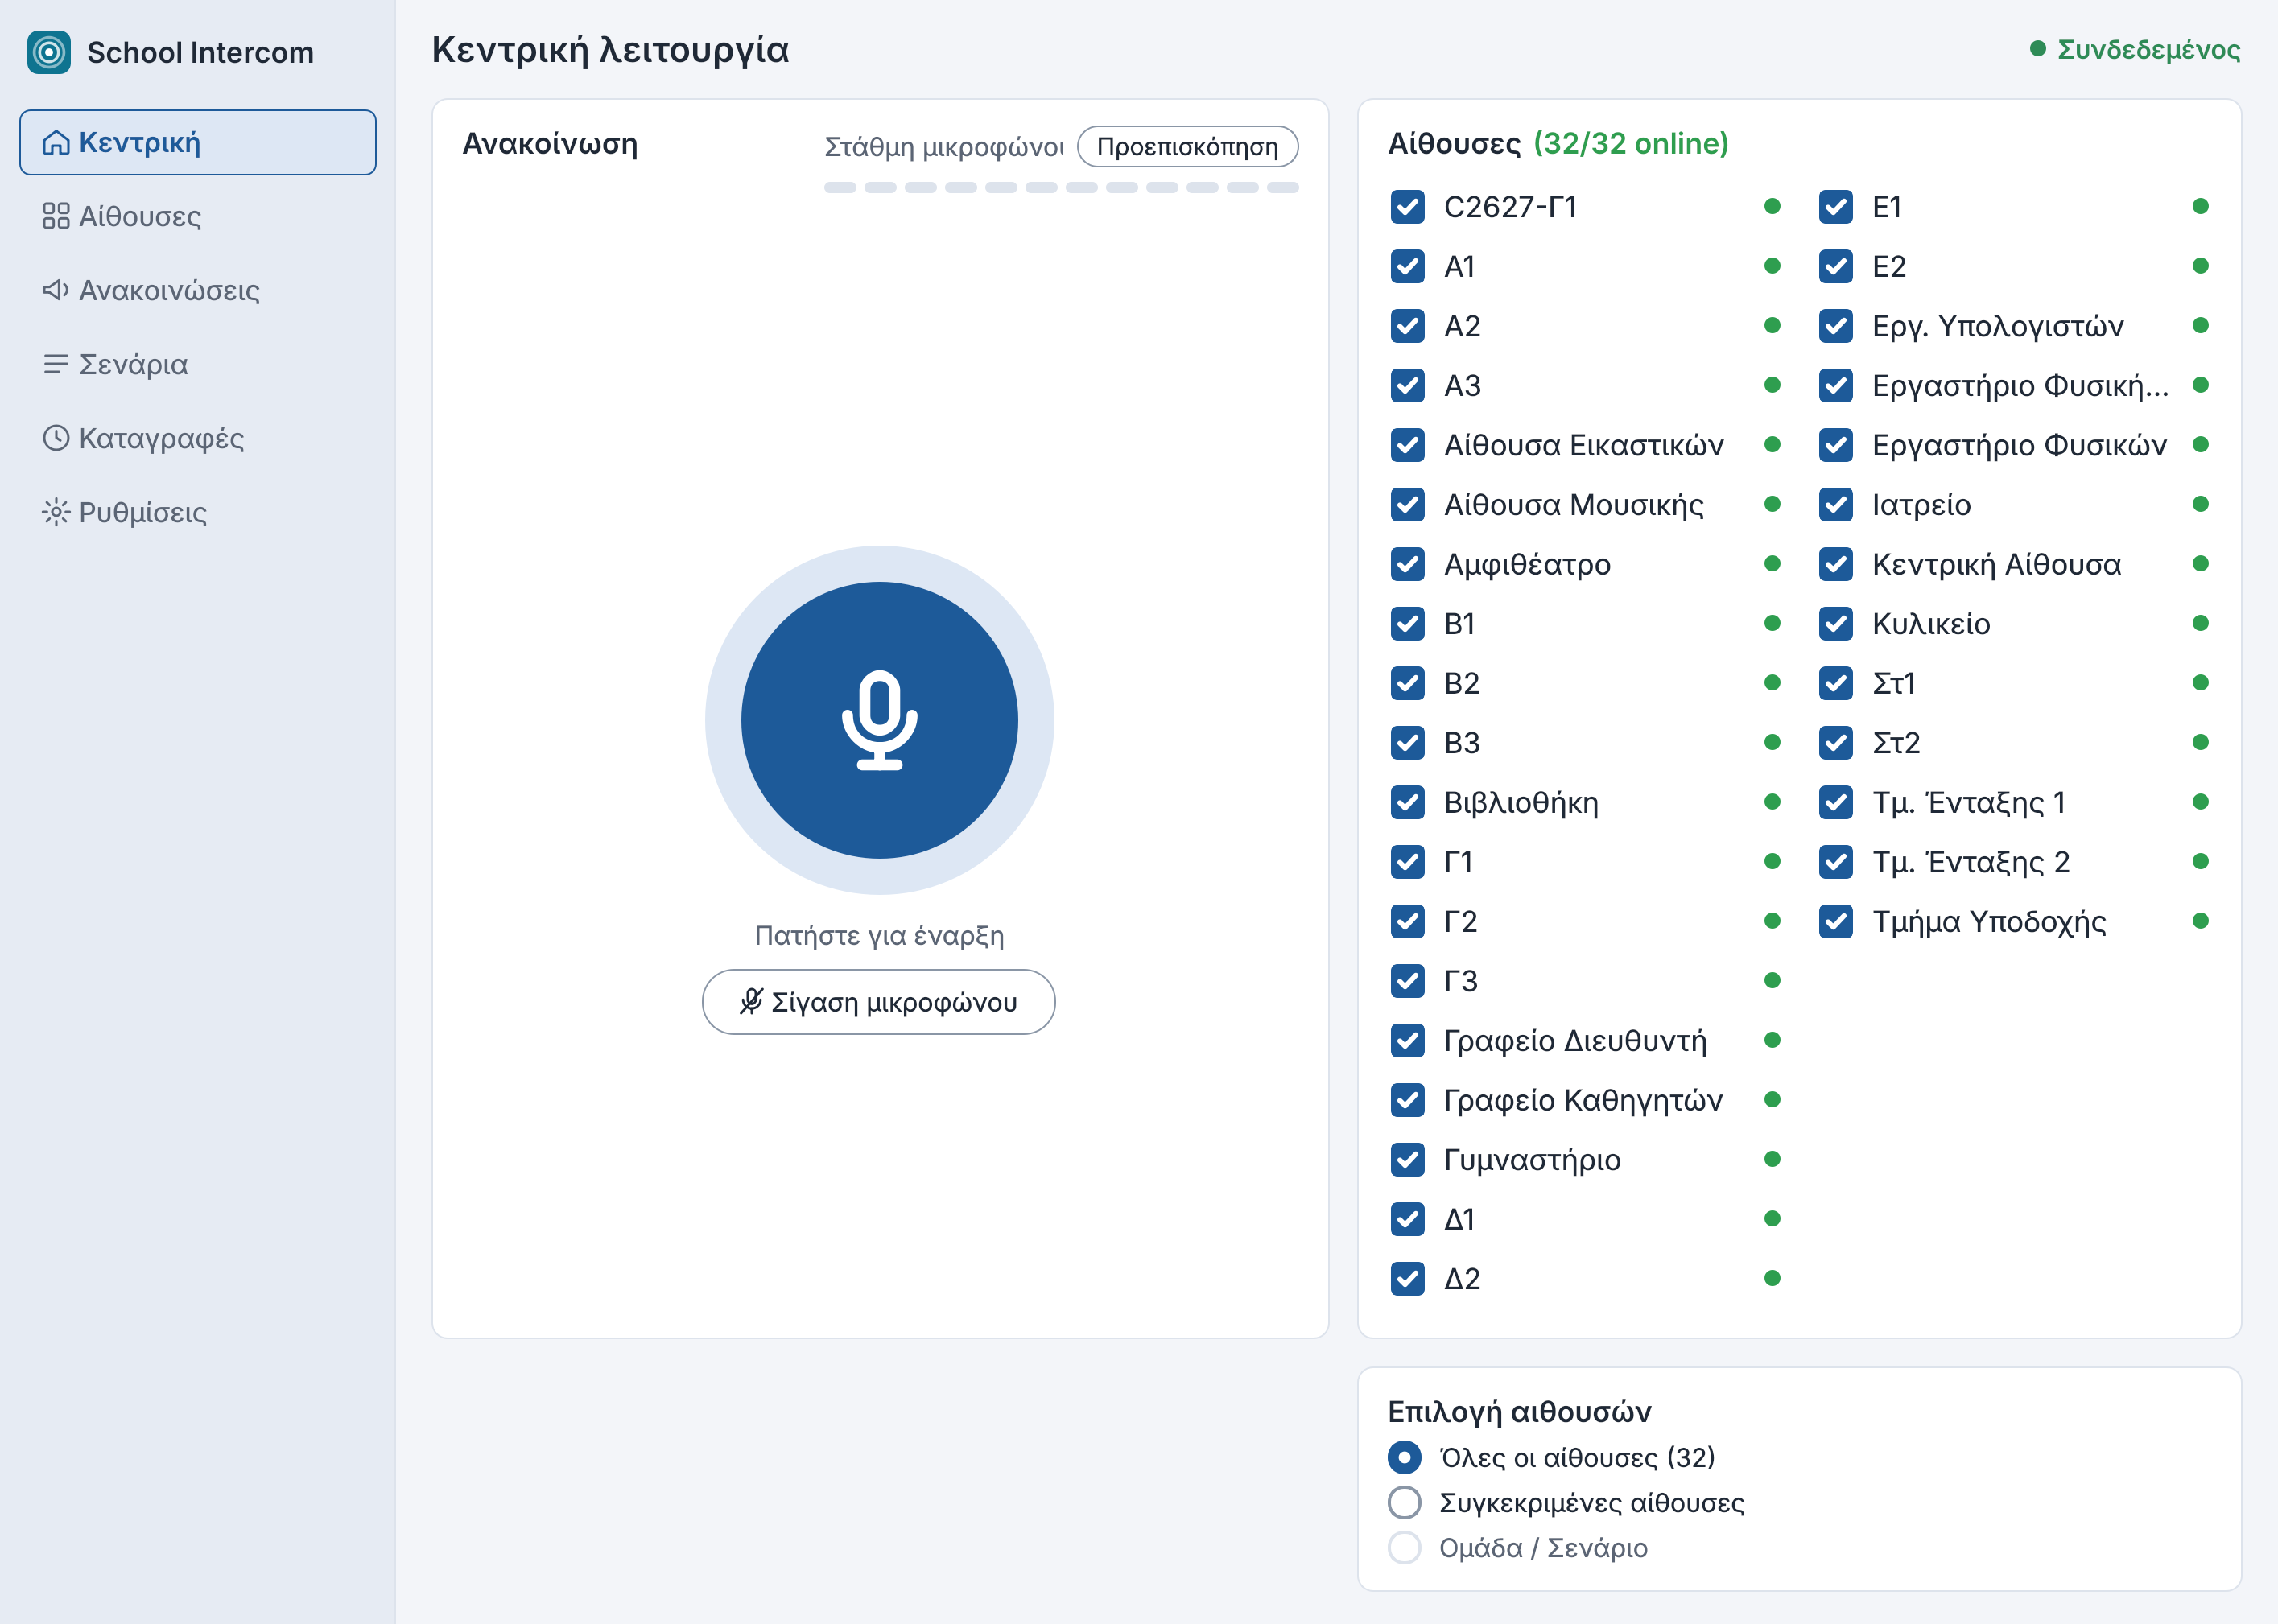 School Intercom
Κεντρική
Αίθουσες
Ανακοινώσεις
Σενάρια
Καταγραφές
Ρυθμίσεις
Κεντρική λειτουργία
Συνδεδεμένος
Ανακοίνωση
Στάθμη μικροφώνου
Προεπισκόπηση
Πατήστε για έναρξη
Σίγαση μικροφώνου
Αίθουσες (32/32 online)
C2627-Γ1
Α1
Α2
Α3
Αίθουσα Εικαστικών
Αίθουσα Μουσικής
Αμφιθέατρο
Β1
Β2
Β3
Βιβλιοθήκη
Γ1
Γ2
Γ3
Γραφείο Διευθυντή
Γραφείο Καθηγητών
Γυμναστήριο
Δ1
Δ2
Ε1
Ε2
Εργ. Υπολογιστών
Εργαστήριο Φυσική...
Εργαστήριο Φυσικών
Ιατρείο
Κεντρική Αίθουσα
Κυλικείο
Στ1
Στ2
Τμ. Ένταξης 1
Τμ. Ένταξης 2
Τμήμα Υποδοχής
Επιλογή αιθουσών
Όλες οι αίθουσες (32)
Συγκεκριμένες αίθουσες
Ομάδα / Σενάριο